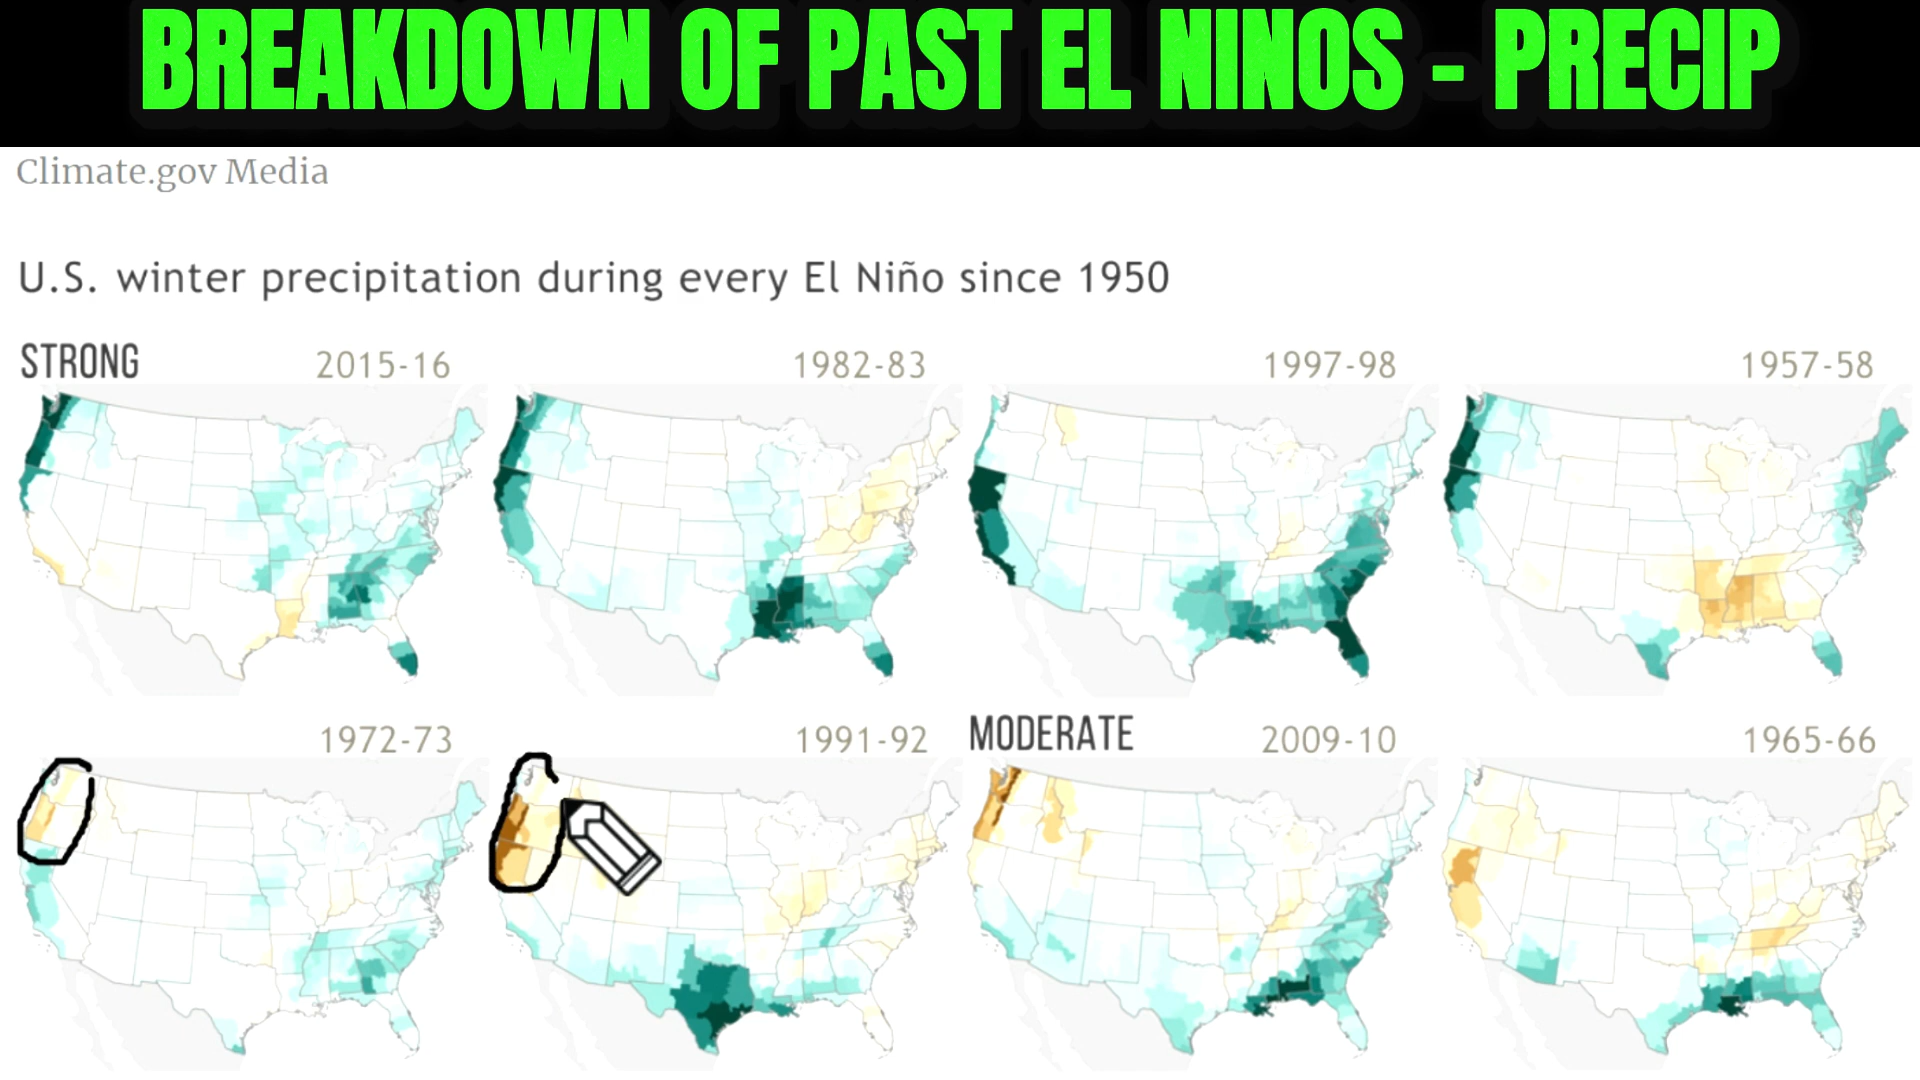 BREAKDOWN OF PAST EL NINOS - PRECIP
Climate.gov Media
U.S. winter precipitation during every El Niño since 1950
STRONG 2015-16 1982-83 1997-98 1957-58
1972-73 1991-92 MODERATE 2009-10 1965-66